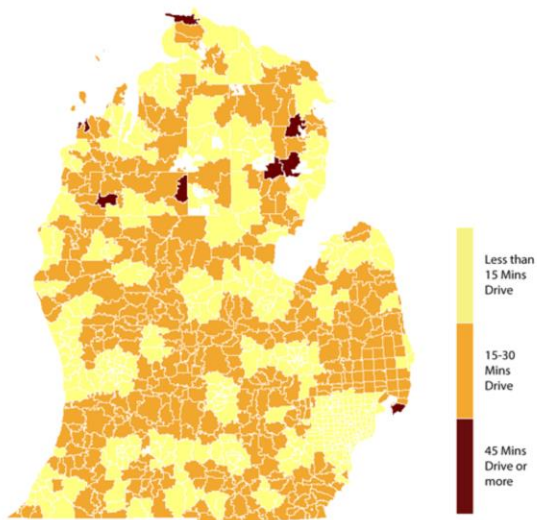 Less than
15 Mins
Drive
15-30
Mins
Drive
45 Mins
Drive or
more